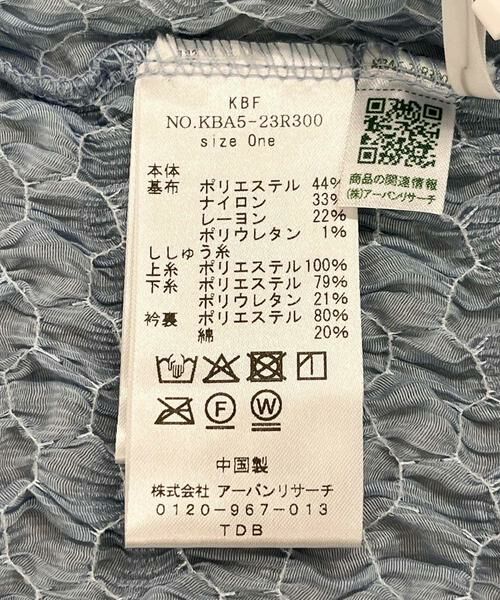 KBF
NO.KBA5-23R300
size One
本体
基布 ポリエステル 44%
ナイロン 33%
レーヨン 22%
ポリウレタン 1%
ししゅう糸
上糸 ポリエステル 100%
下糸 ポリエステル 79%
ポリウレタン 21%
衿裏 ポリエステル 80%
綿 20%
F W
中国製
株式会社 アーバンリサーチ
0120-967-013
TDB
商品の関連情報
(株)アーバンリサーチ